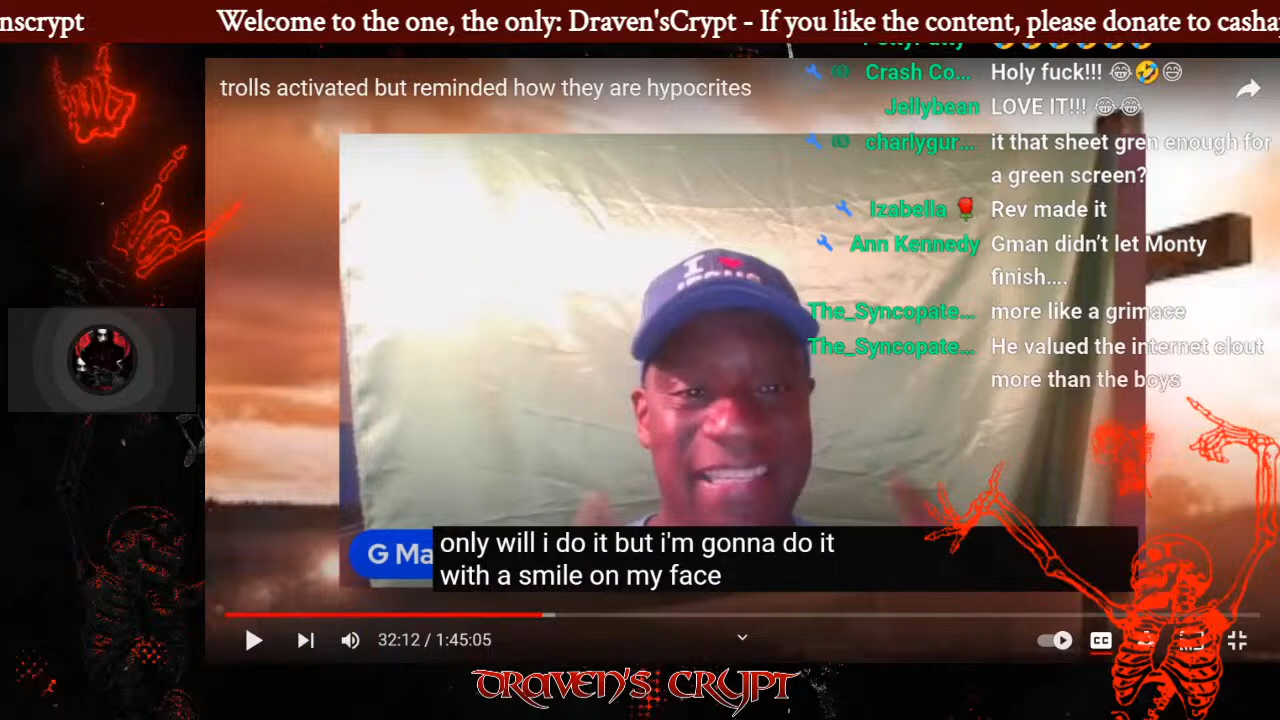 nscrypt Welcome to the one, the only: Draven'sCrypt - If you like the content, please donate to casha
trolls activated but reminded how they are hypocrites
Crash Co... Holy fuck!!! 😂🤣😅
Jellybean LOVE IT!!! 😂😂
charlygur... it that sheet gren enough for
a green screen?
Izabella 🌹 Rev made it
Ann Kennedy Gman didn’t let Monty
finish....
The_Syncopate... more like a grimace
The_Syncopate... He valued the internet clout
more than the boys
I ❤
G Ma
only will i do it but i'm gonna do it
with a smile on my face
32:12 / 1:45:05
CC
DRAVEN'S CRYPT